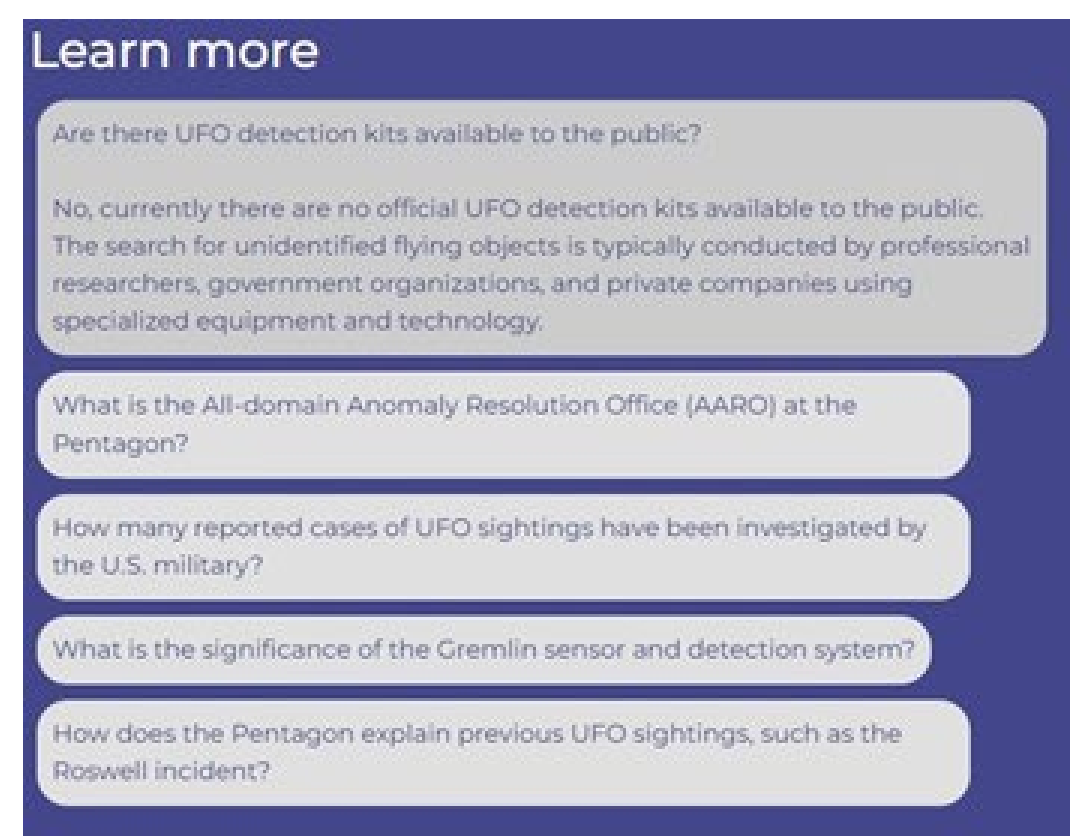 Learn more
Are there UFO detection kits available to the public?
No, currently there are no official UFO detection kits available to the public.
The search for unidentified flying objects is typically conducted by professional
researchers, government organizations, and private companies using
specialized equipment and technology.
What is the All-domain Anomaly Resolution Office (AARO) at the
Pentagon?
How many reported cases of UFO sightings have been investigated by
the U.S. military?
What is the significance of the Gremlin sensor and detection system?
How does the Pentagon explain previous UFO sightings, such as the
Roswell incident?